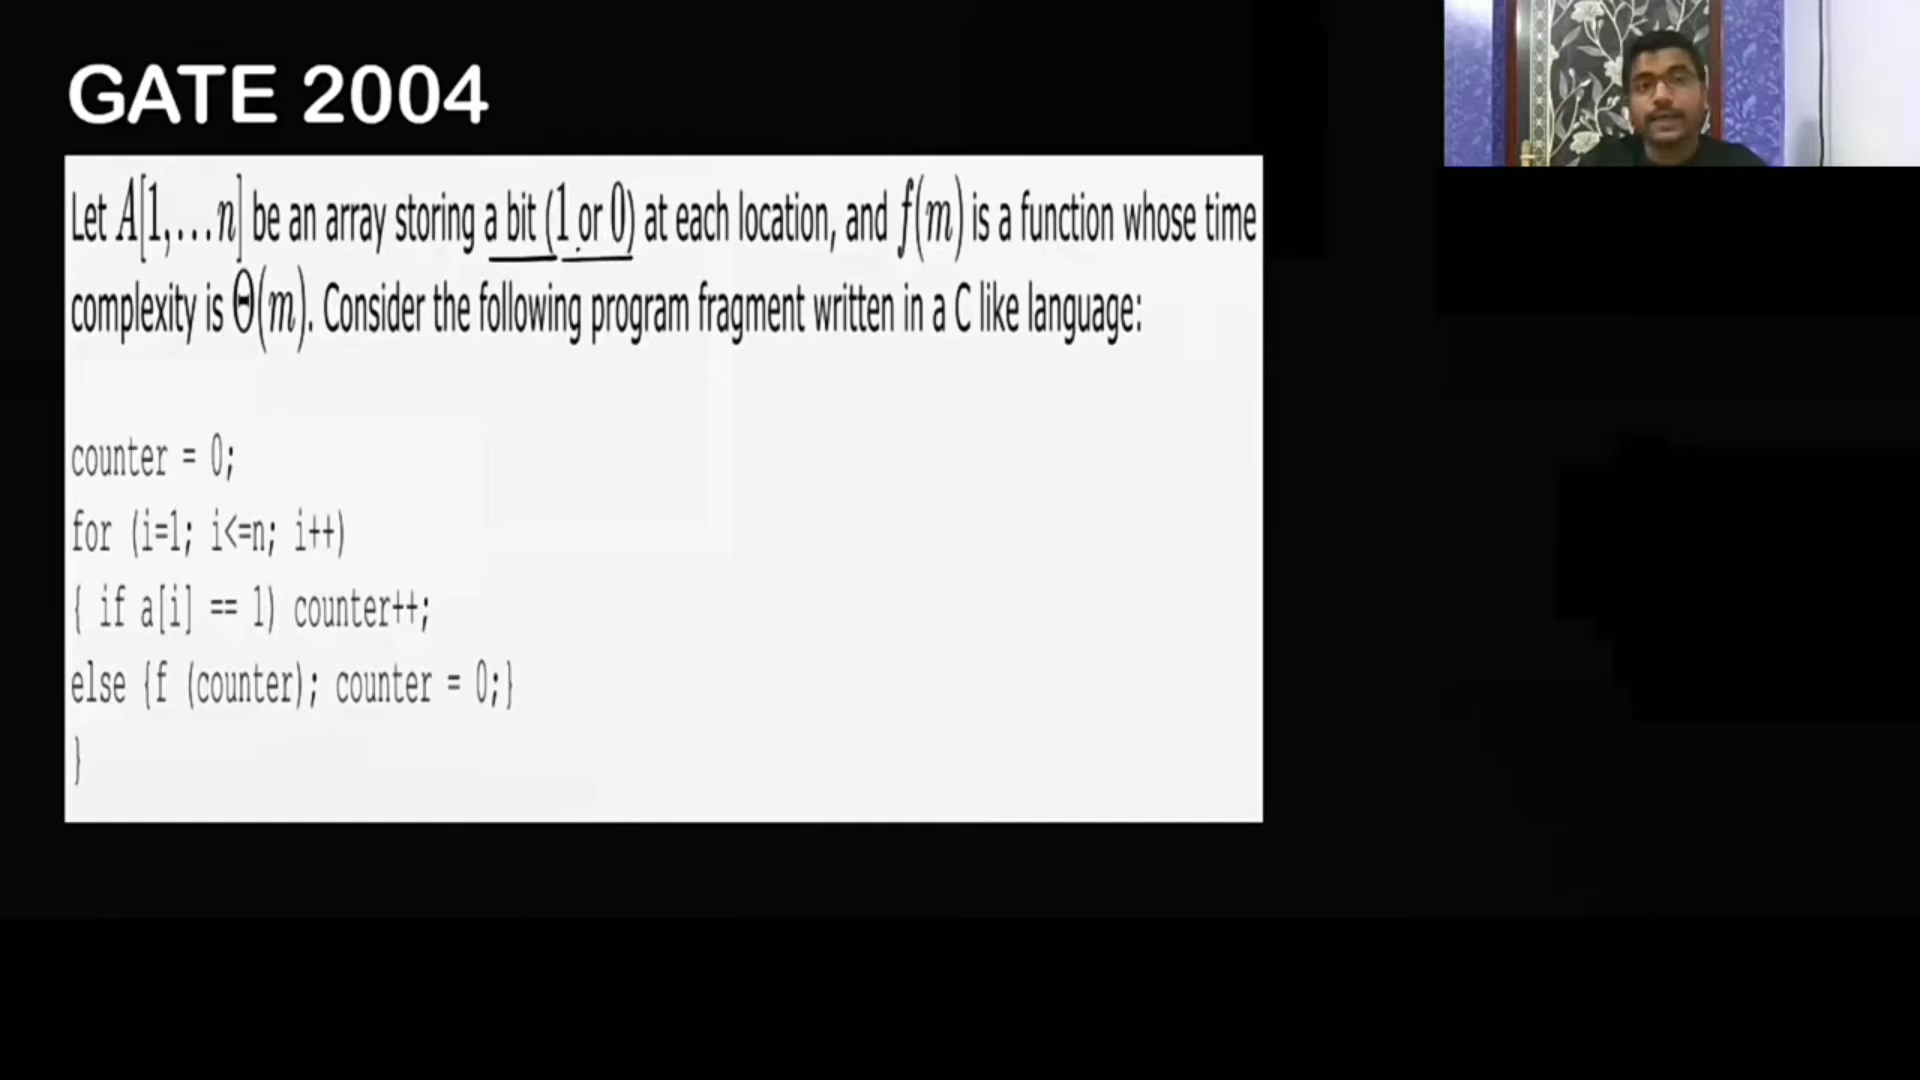 GATE 2004
Let A[1,...n] be an array storing a bit (1 or 0) at each location, and f(m) is a function whose time
complexity is Θ(m). Consider the following program fragment written in a C like language:
counter = 0;
for (i=1; i<=n; i++)
{ if a[i] == 1) counter++;
else {f (counter); counter = 0;}
}